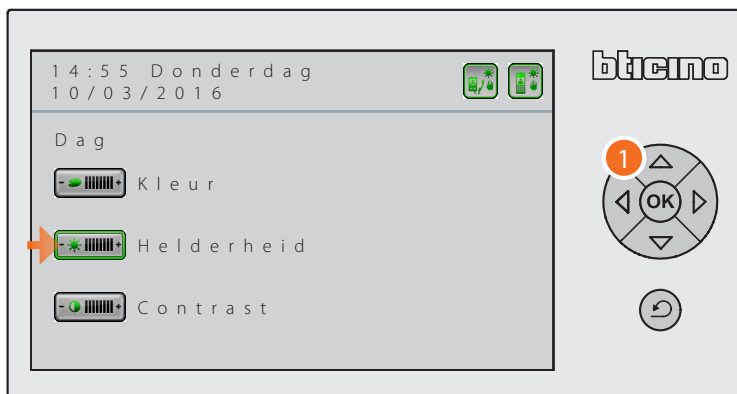 14:55 Donderdag
10/03/2016
bticino
Dag
1
- + Kleur
OK
- + Helderheid
- + Contrast